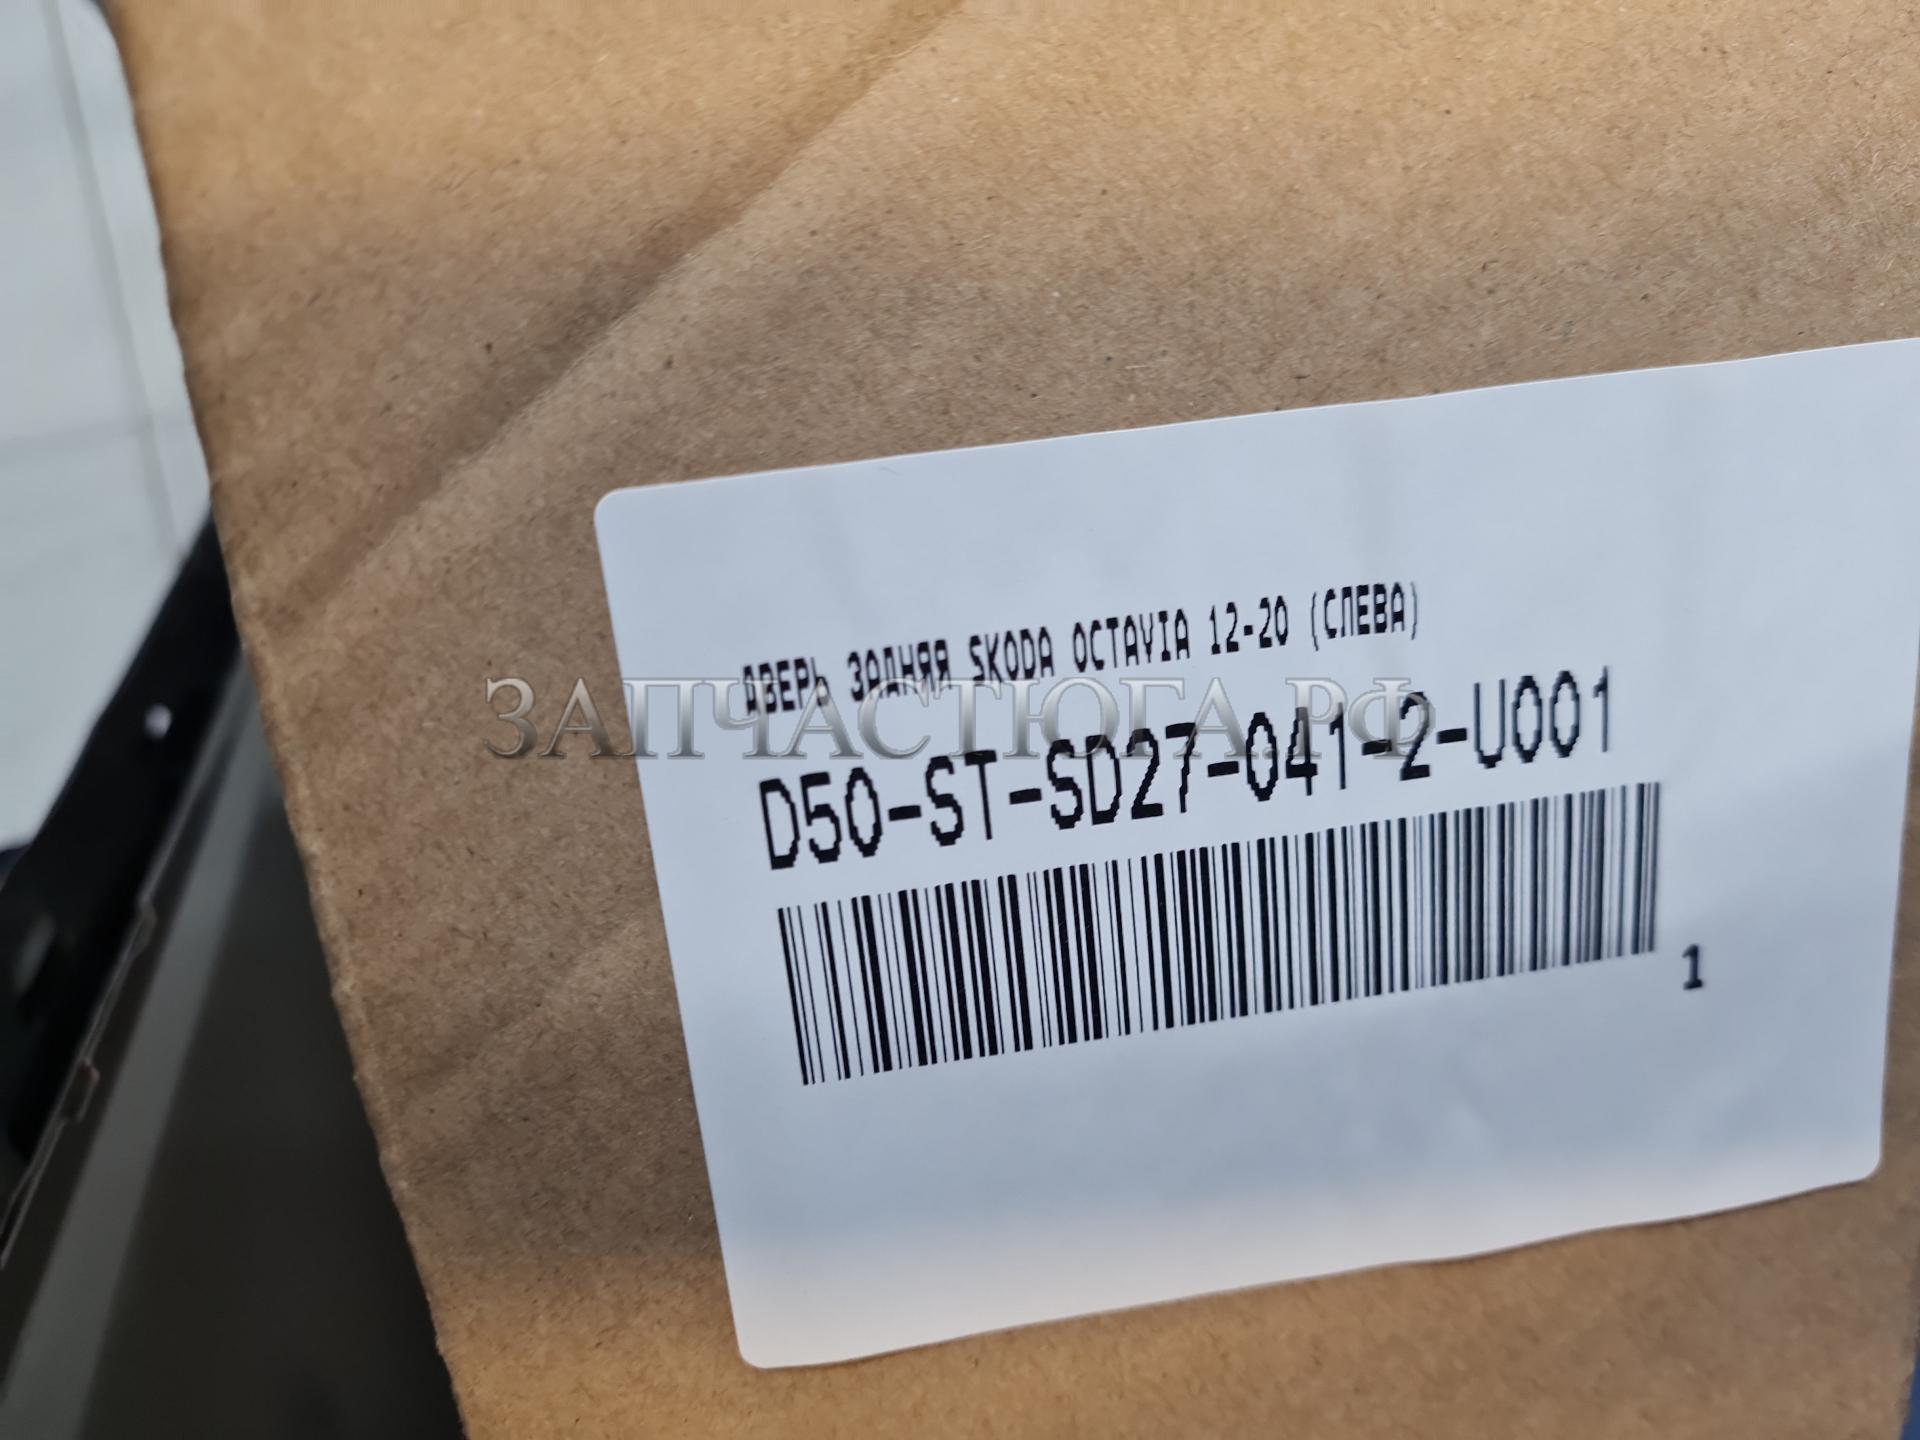 ДВЕРЬ ЗАДНЯЯ SKODA OCTAVIA 12-20 (СЛЕВА)
ЗАПЧАСТЮГА.РФ
D50-ST-SD27-041-2-U001
1